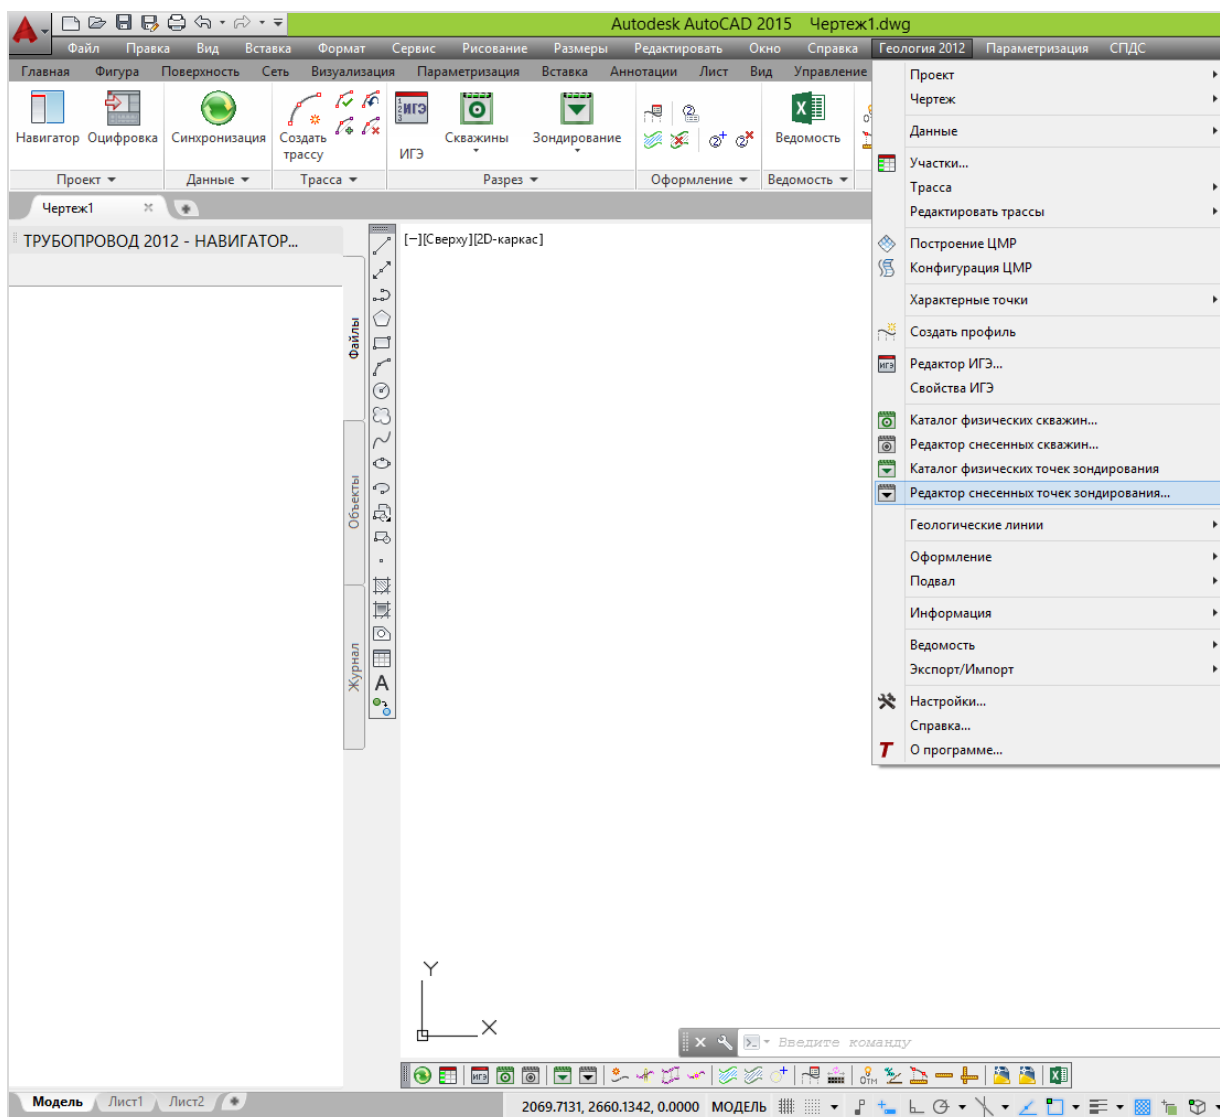 Autodesk AutoCAD 2015 Чертеж1.dwg
Файл Правка Вид Вставка Формат Сервис Рисование Размеры Редактировать Окно Справка Геология 2012 Параметризация СПДС
Главная Фигура Поверхность Сеть Визуализация Параметризация Вставка Аннотации Лист Вид Управление
Навигатор Оцифровка Синхронизация Создать трассу ИГЭ Скважины Зондирование Ведомость
Проект Данные Трасса Разрез Оформление Ведомость
Чертеж1
ТРУБОПРОВОД 2012 - НАВИГАТОР...
[−][Сверху][2D-каркас]
Файлы
Объекты
Журнал
Проект
Чертеж
Данные
Участки...
Трасса
Редактировать трассы
Построение ЦМР
Конфигурация ЦМР
Характерные точки
Создать профиль
Редактор ИГЭ...
Свойства ИГЭ
Каталог физических скважин...
Редактор снесенных скважин...
Каталог физических точек зондирования
Редактор снесенных точек зондирования...
Геологические линии
Оформление
Подвал
Информация
Ведомость
Экспорт/Импорт
Настройки...
Справка...
О программе...
Y
X
Введите команду
Модель Лист1 Лист2
2069.7131, 2660.1342, 0.0000 МОДЕЛЬ